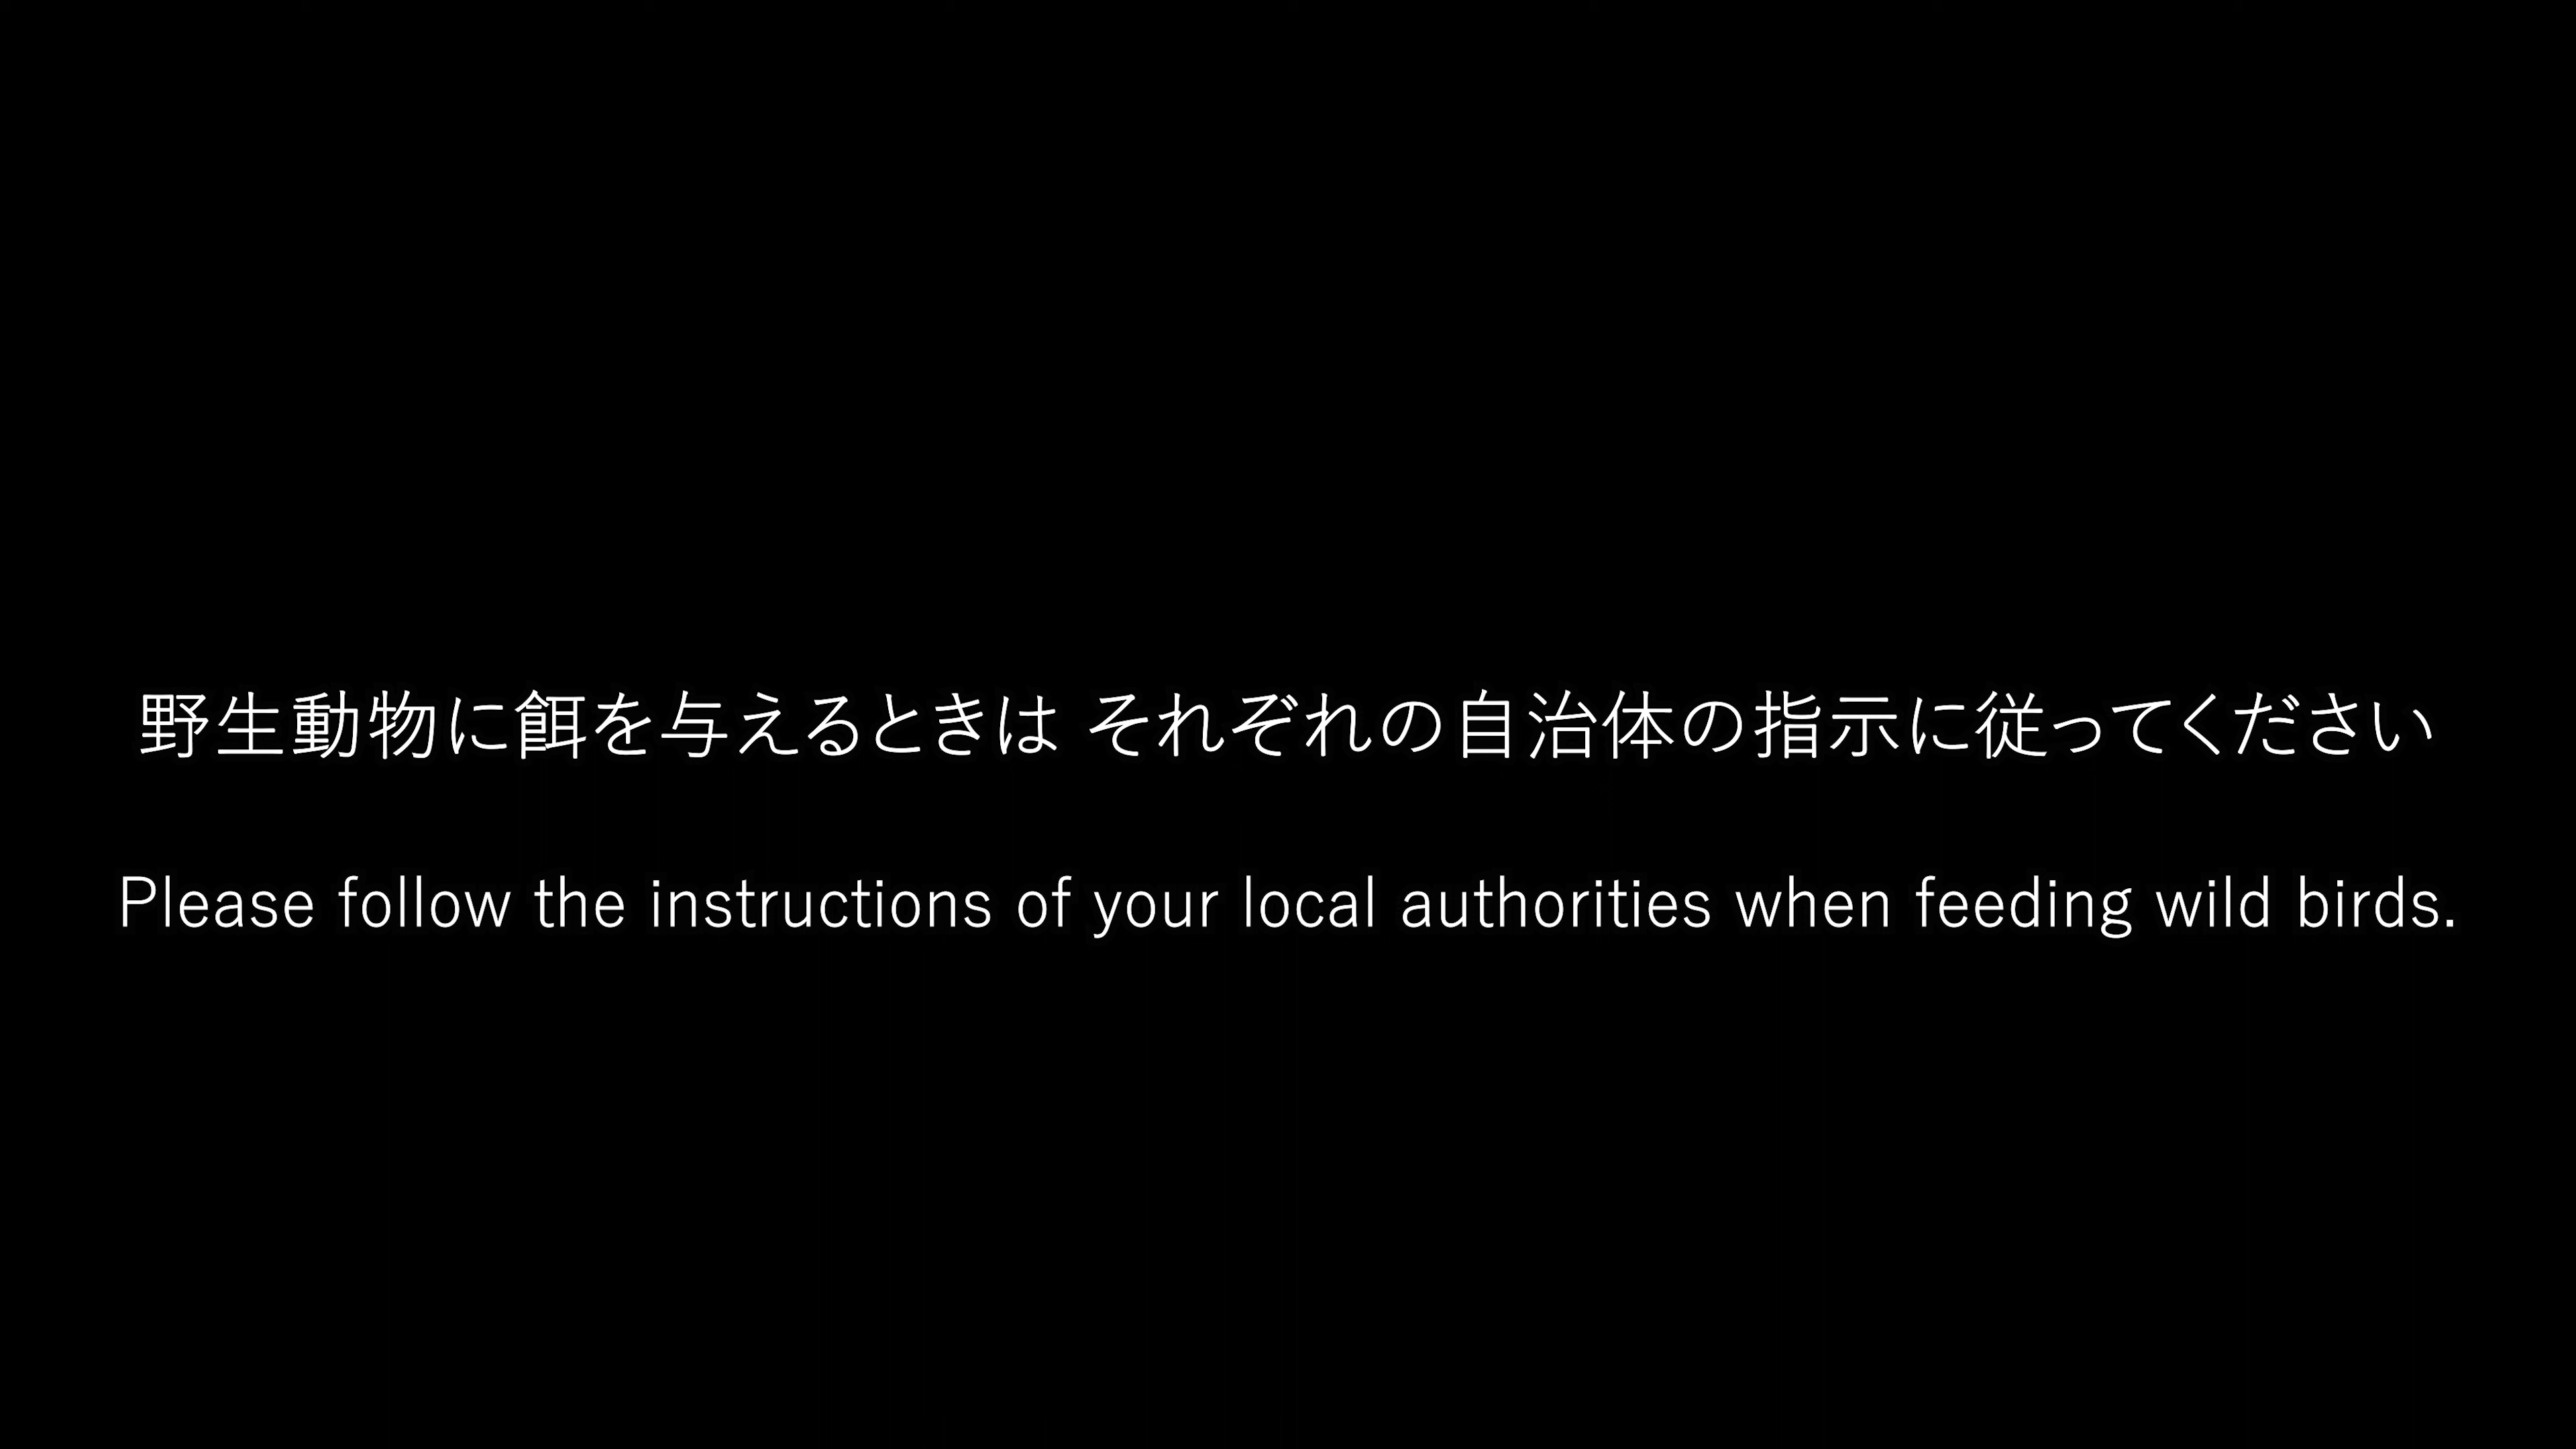 野生動物に餌を与えるときは それぞれの自治体の指示に従ってください
Please follow the instructions of your local authorities when feeding wild birds.